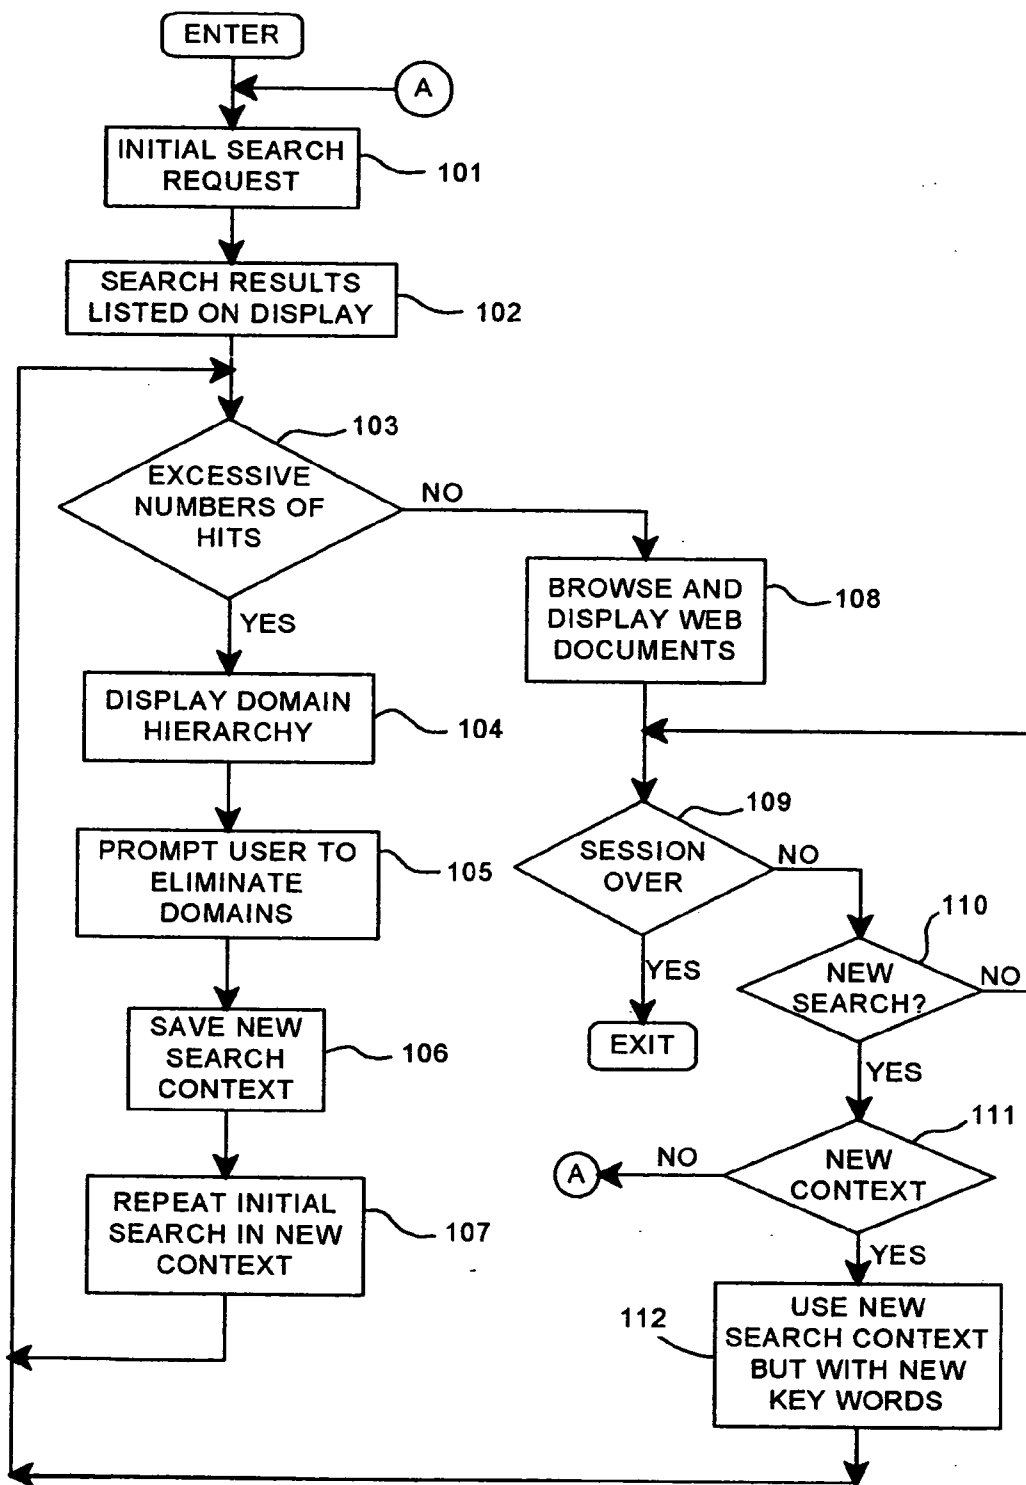 ENTER
A
INITIAL SEARCH
REQUEST
101
SEARCH RESULTS
LISTED ON DISPLAY
102
103
EXCESSIVE
NUMBERS OF
HITS
NO
YES
BROWSE AND
DISPLAY WEB
DOCUMENTS
108
DISPLAY DOMAIN
HIERARCHY
104
109
SESSION
OVER
NO
YES
PROMPT USER TO
ELIMINATE
DOMAINS
105
110
NEW
SEARCH?
NO
YES
EXIT
SAVE NEW
SEARCH
CONTEXT
106
111
NEW
CONTEXT
NO
A
YES
REPEAT INITIAL
SEARCH IN NEW
CONTEXT
107
112
USE NEW
SEARCH CONTEXT
BUT WITH NEW
KEY WORDS